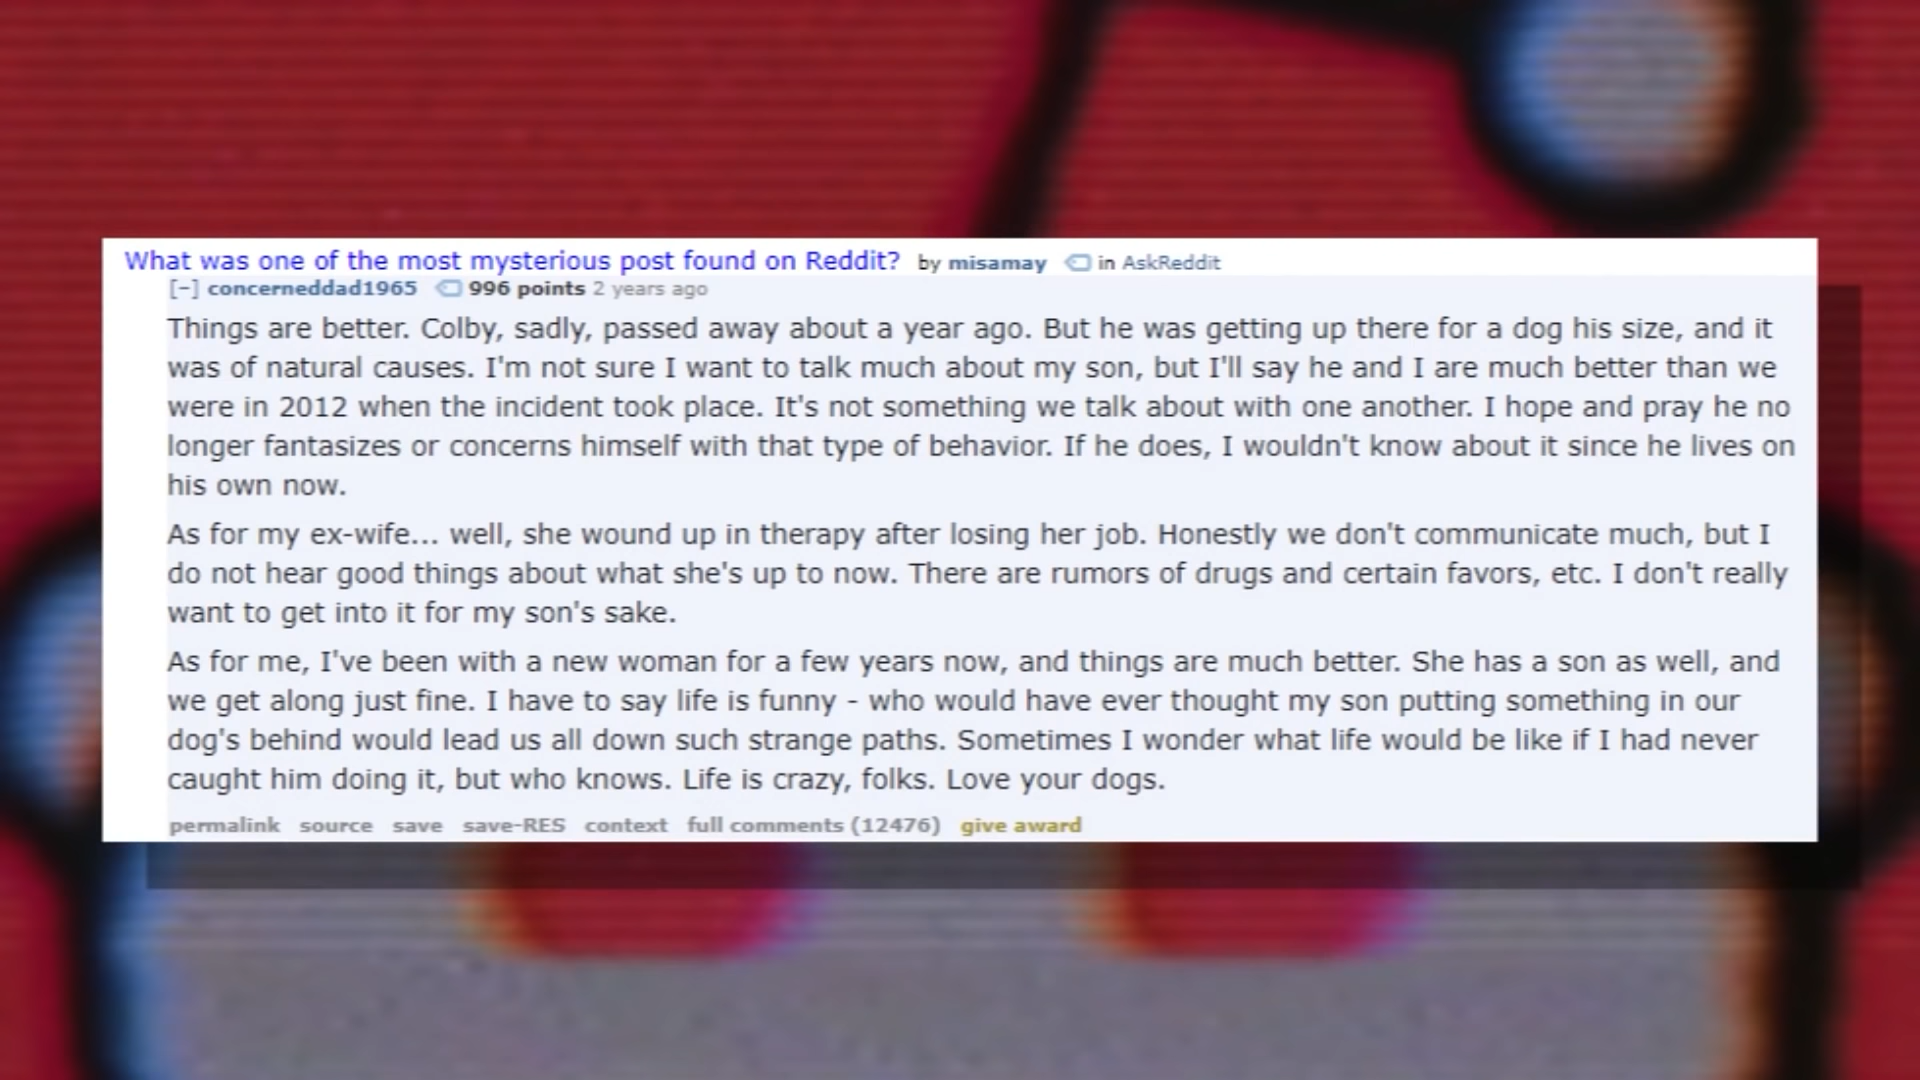 What was one of the most mysterious post found on Reddit? by misamay in AskReddit
[-] concerneddad1965 996 points 2 years ago
Things are better. Colby, sadly, passed away about a year ago. But he was getting up there for a dog his size, and it
was of natural causes. I'm not sure I want to talk much about my son, but I'll say he and I are much better than we
were in 2012 when the incident took place. It's not something we talk about with one another. I hope and pray he no
longer fantasizes or concerns himself with that type of behavior. If he does, I wouldn't know about it since he lives on
his own now.
As for my ex-wife... well, she wound up in therapy after losing her job. Honestly we don't communicate much, but I
do not hear good things about what she's up to now. There are rumors of drugs and certain favors, etc. I don't really
want to get into it for my son's sake.
As for me, I've been with a new woman for a few years now, and things are much better. She has a son as well, and
we get along just fine. I have to say life is funny - who would have ever thought my son putting something in our
dog's behind would lead us all down such strange paths. Sometimes I wonder what life would be like if I had never
caught him doing it, but who knows. Life is crazy, folks. Love your dogs.
permalink source save save-RES context full comments (12476) give award